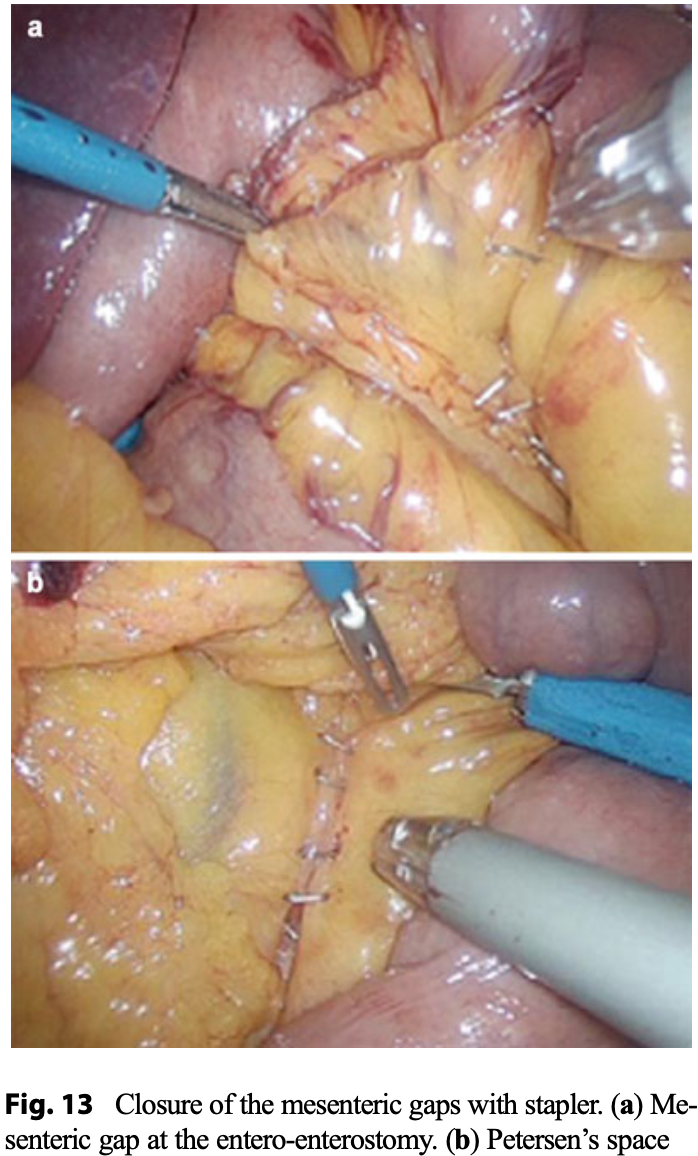 a
b
Fig. 13 Closure of the mesenteric gaps with stapler. (a) Me-
senteric gap at the entero-enterostomy. (b) Petersen's space